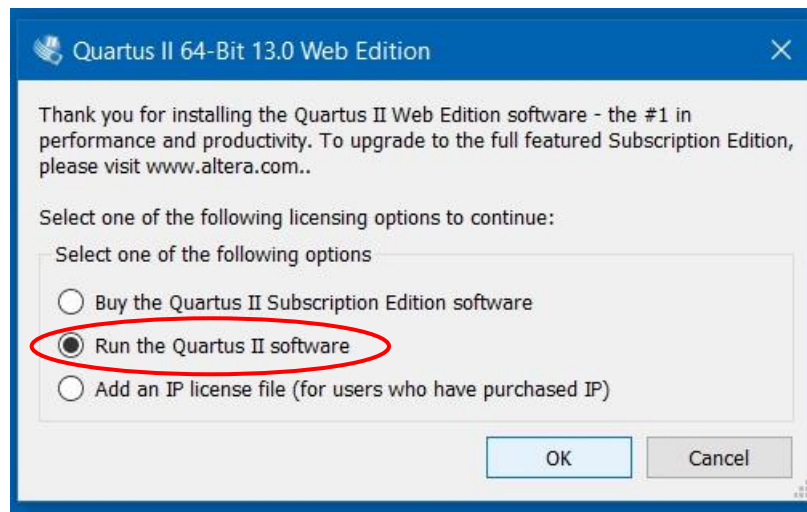 Quartus II 64-Bit 13.0 Web Edition
Thank you for installing the Quartus II Web Edition software - the #1 in
performance and productivity. To upgrade to the full featured Subscription Edition,
please visit www.altera.com..
Select one of the following licensing options to continue:
Select one of the following options
Buy the Quartus II Subscription Edition software
Run the Quartus II software
Add an IP license file (for users who have purchased IP)
OK Cancel